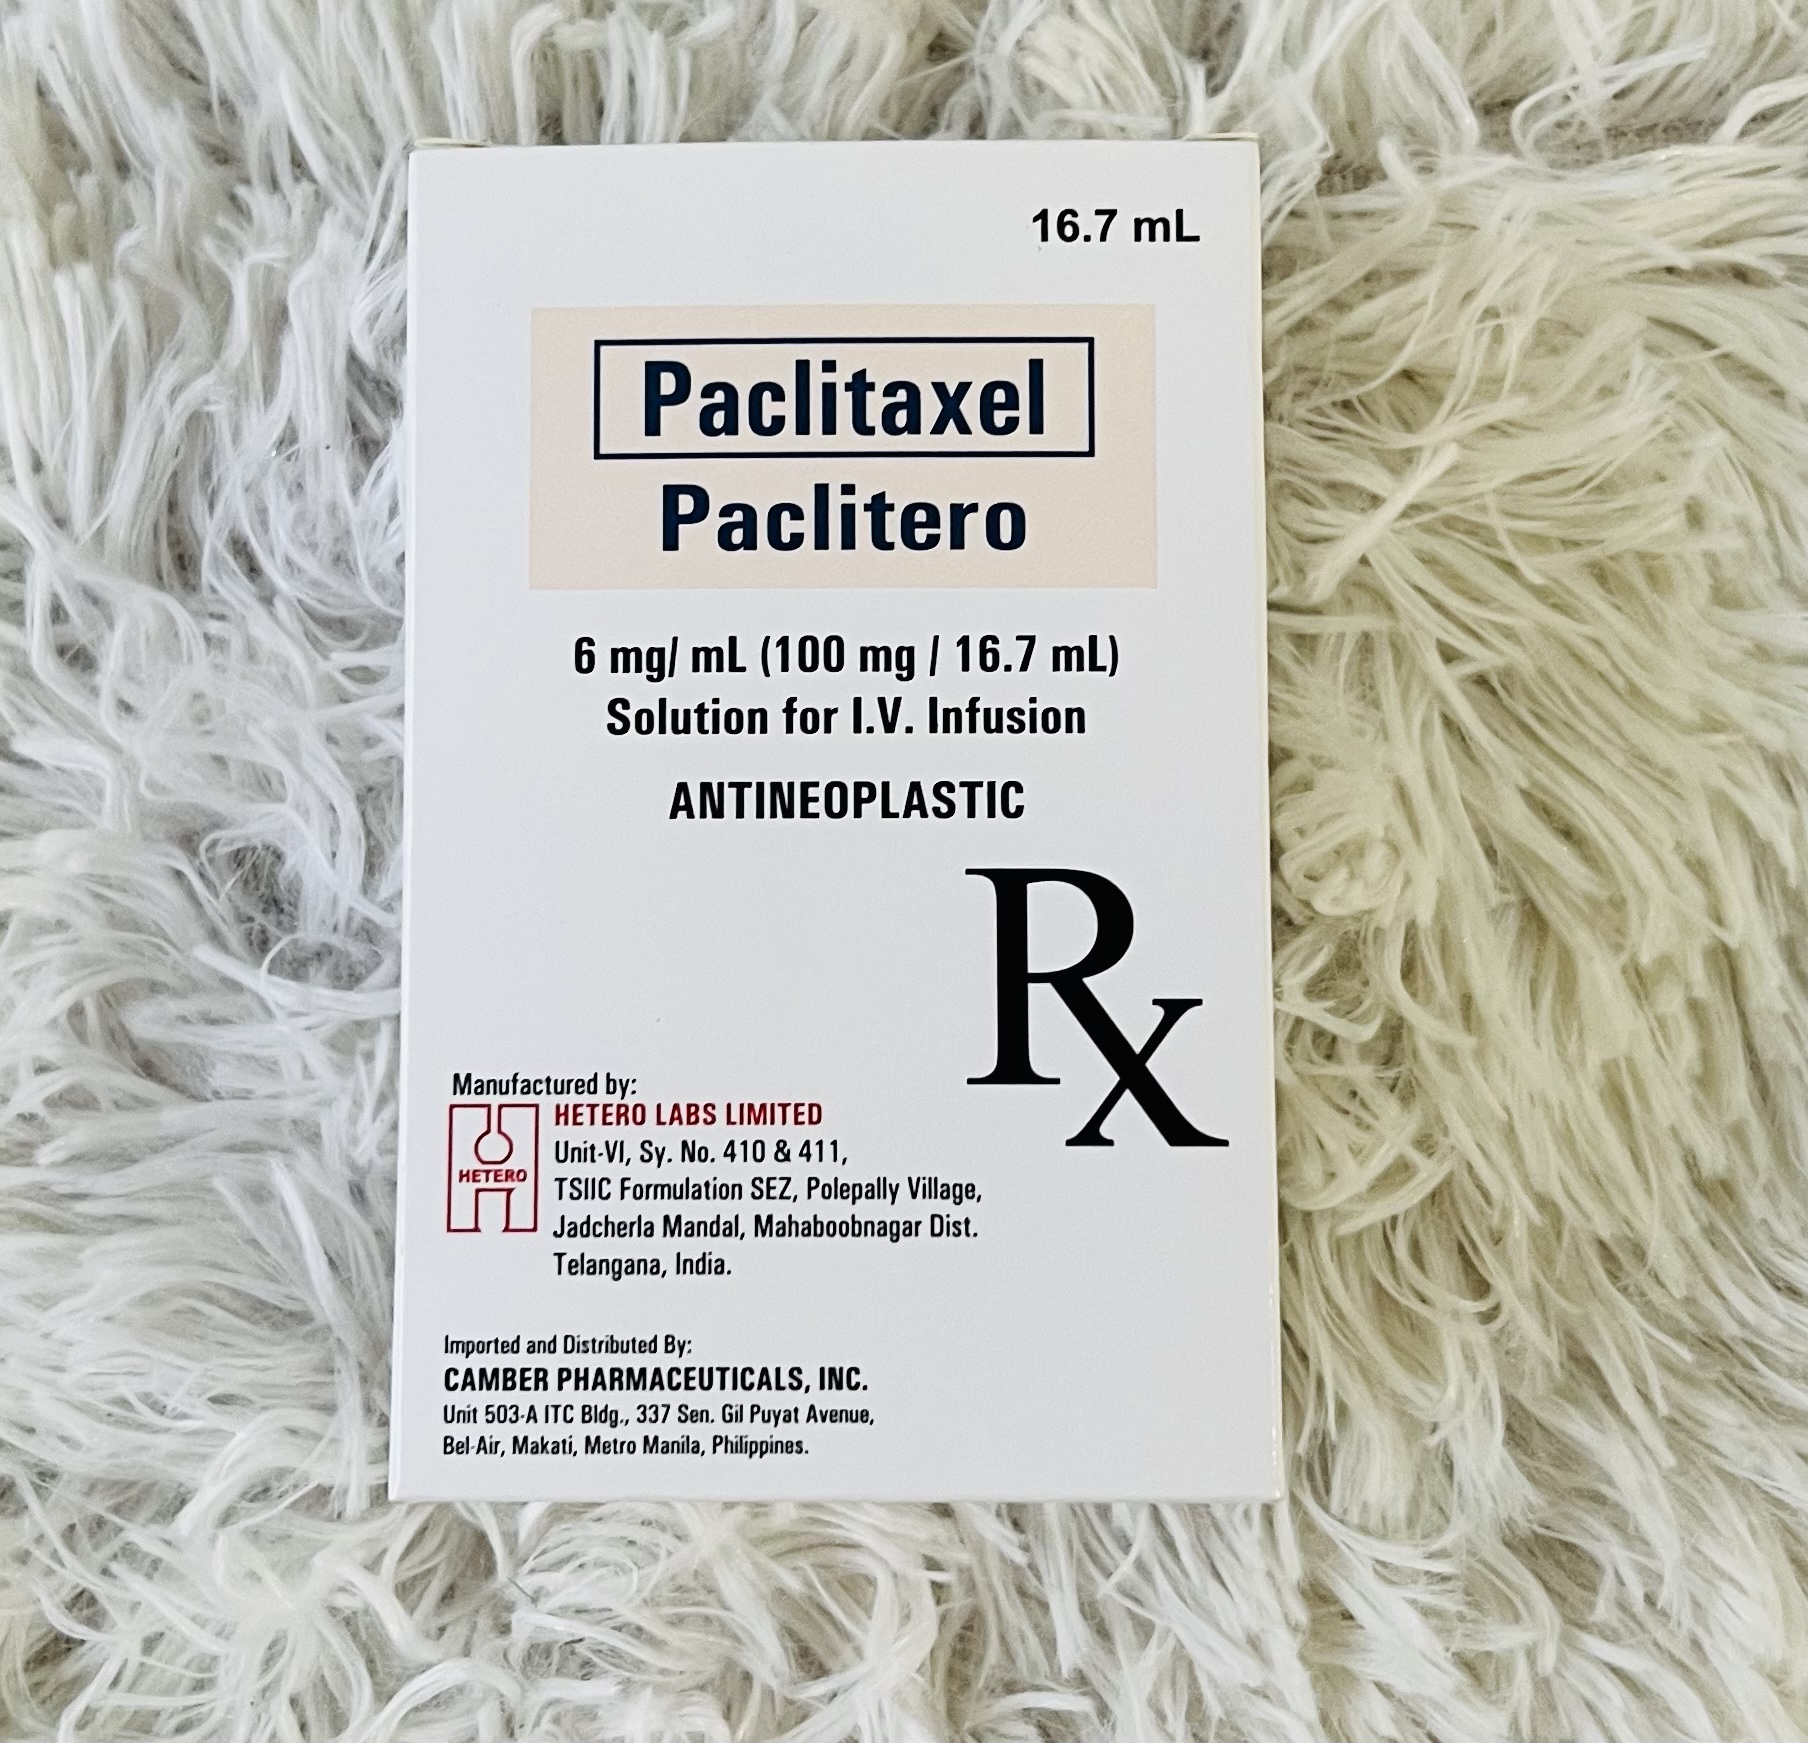 16.7 mL
Paclitaxel
Paclitero
6 mg/ mL (100 mg / 16.7 mL)
Solution for I.V. Infusion
ANTINEOPLASTIC
Rx
Manufactured by:
HETERO
HETERO LABS LIMITED
Unit-VI, Sy. No. 410 & 411,
TSIIC Formulation SEZ, Polepally Village,
Jadcherla Mandal, Mahaboobnagar Dist.
Telangana, India.
Imported and Distributed By:
CAMBER PHARMACEUTICALS, INC.
Unit 503-A ITC Bldg., 337 Sen. Gil Puyat Avenue,
Bel-Air, Makati, Metro Manila, Philippines.